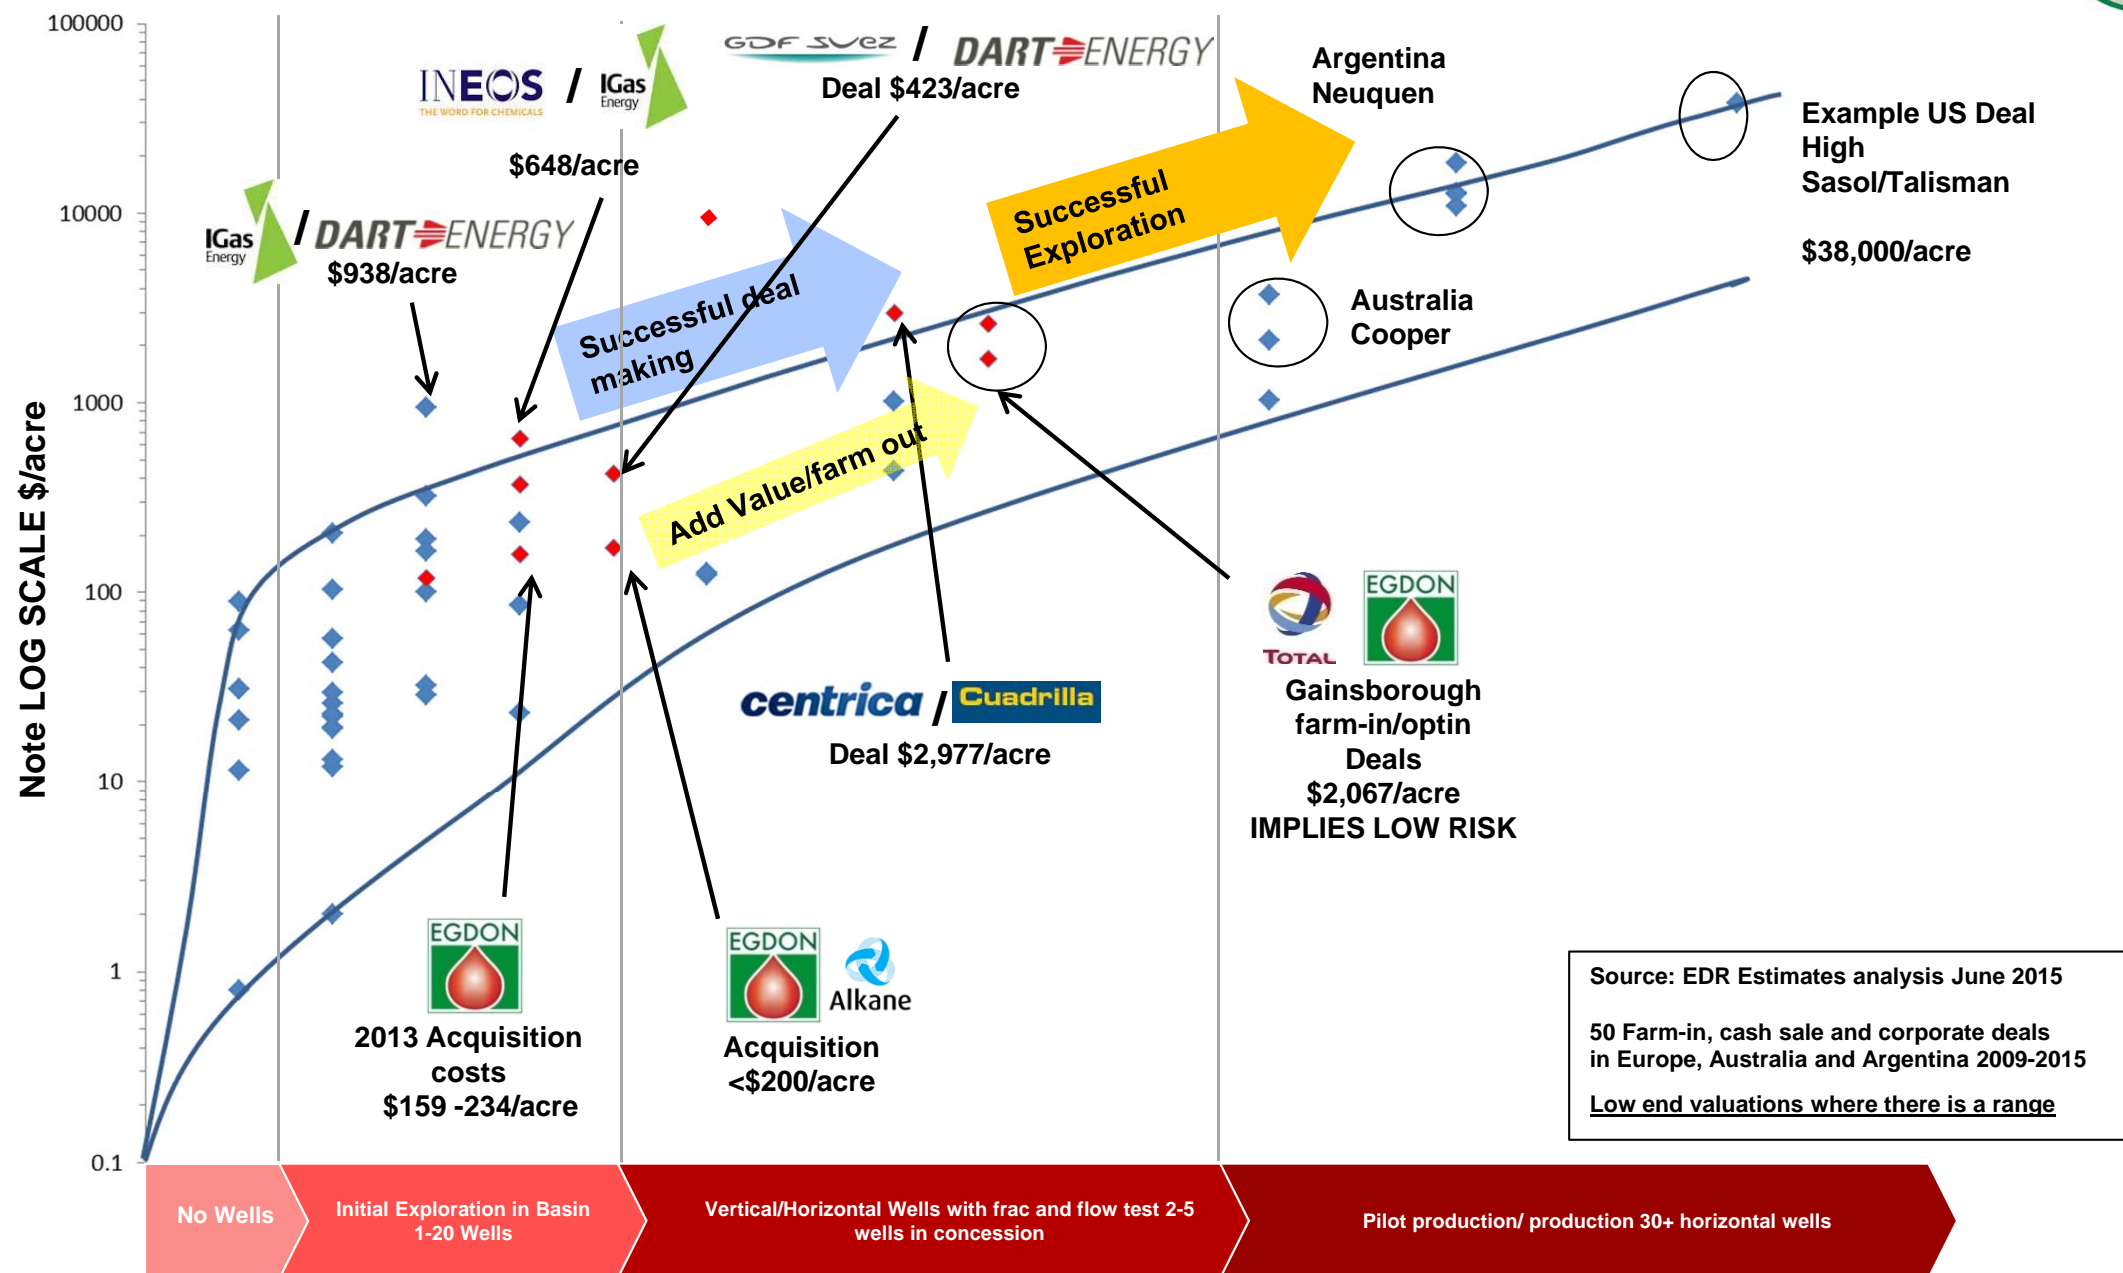 Note LOG SCALE $/acre
100000
10000
1000
100
10
1
0.1
IGas
Energy
/
DART ENERGY
$938/acre
INEOS
THE WORD FOR CHEMICALS
/
IGas
Energy
$648/acre
GDF SUEZ
/
DART ENERGY
Deal $423/acre
Successful deal
making
Successful
Exploration
Add Value/farm out
Argentina
Neuquen
Australia
Cooper
Example US Deal
High
Sasol/Talisman
$38,000/acre
centrica / Cuadrilla
Deal $2,977/acre
TOTAL
EGDON
Gainsborough
farm-in/optin
Deals
$2,067/acre
IMPLIES LOW RISK
EGDON
2013 Acquisition
costs
$159 -234/acre
EGDON
Alkane
Acquisition
<$200/acre
Source: EDR Estimates analysis June 2015
50 Farm-in, cash sale and corporate deals
in Europe, Australia and Argentina 2009-2015
Low end valuations where there is a range
No Wells
Initial Exploration in Basin
1-20 Wells
Vertical/Horizontal Wells with frac and flow test 2-5
wells in concession
Pilot production/ production 30+ horizontal wells